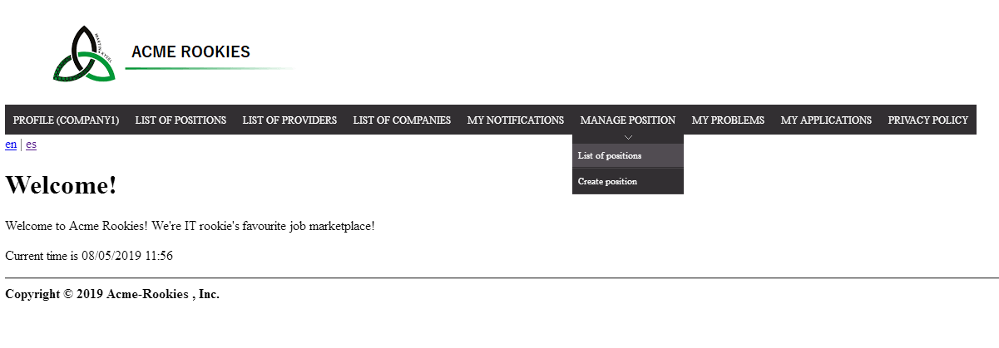 MARTIN KYSEL
ACME ROOKIES
PROFILE (COMPANY1) LIST OF POSITIONS LIST OF PROVIDERS LIST OF COMPANIES MY NOTIFICATIONS MANAGE POSITION MY PROBLEMS MY APPLICATIONS PRIVACY POLICY
List of positions
Create position
en | es
Welcome!
Welcome to Acme Rookies! We're IT rookie's favourite job marketplace!
Current time is 08/05/2019 11:56
Copyright © 2019 Acme-Rookies , Inc.